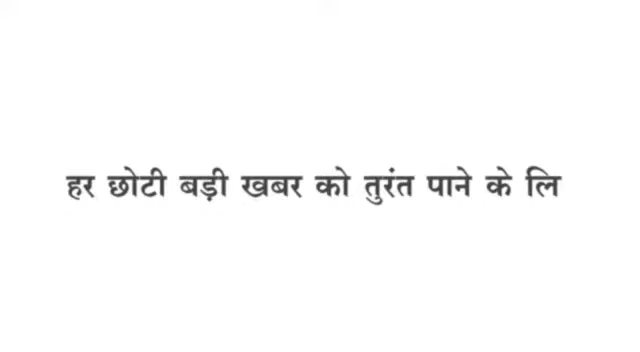 हर छोटी बड़ी खबर को तुरंत पाने के लि